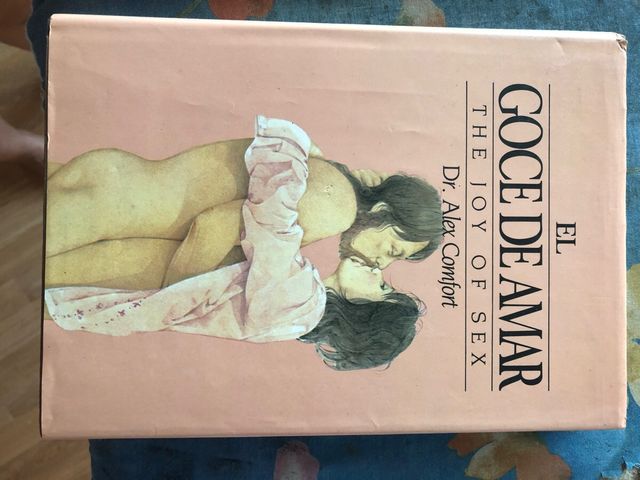 EL
GOCE DE AMAR
THE JOY OF SEX
Dr. Alex Comfort